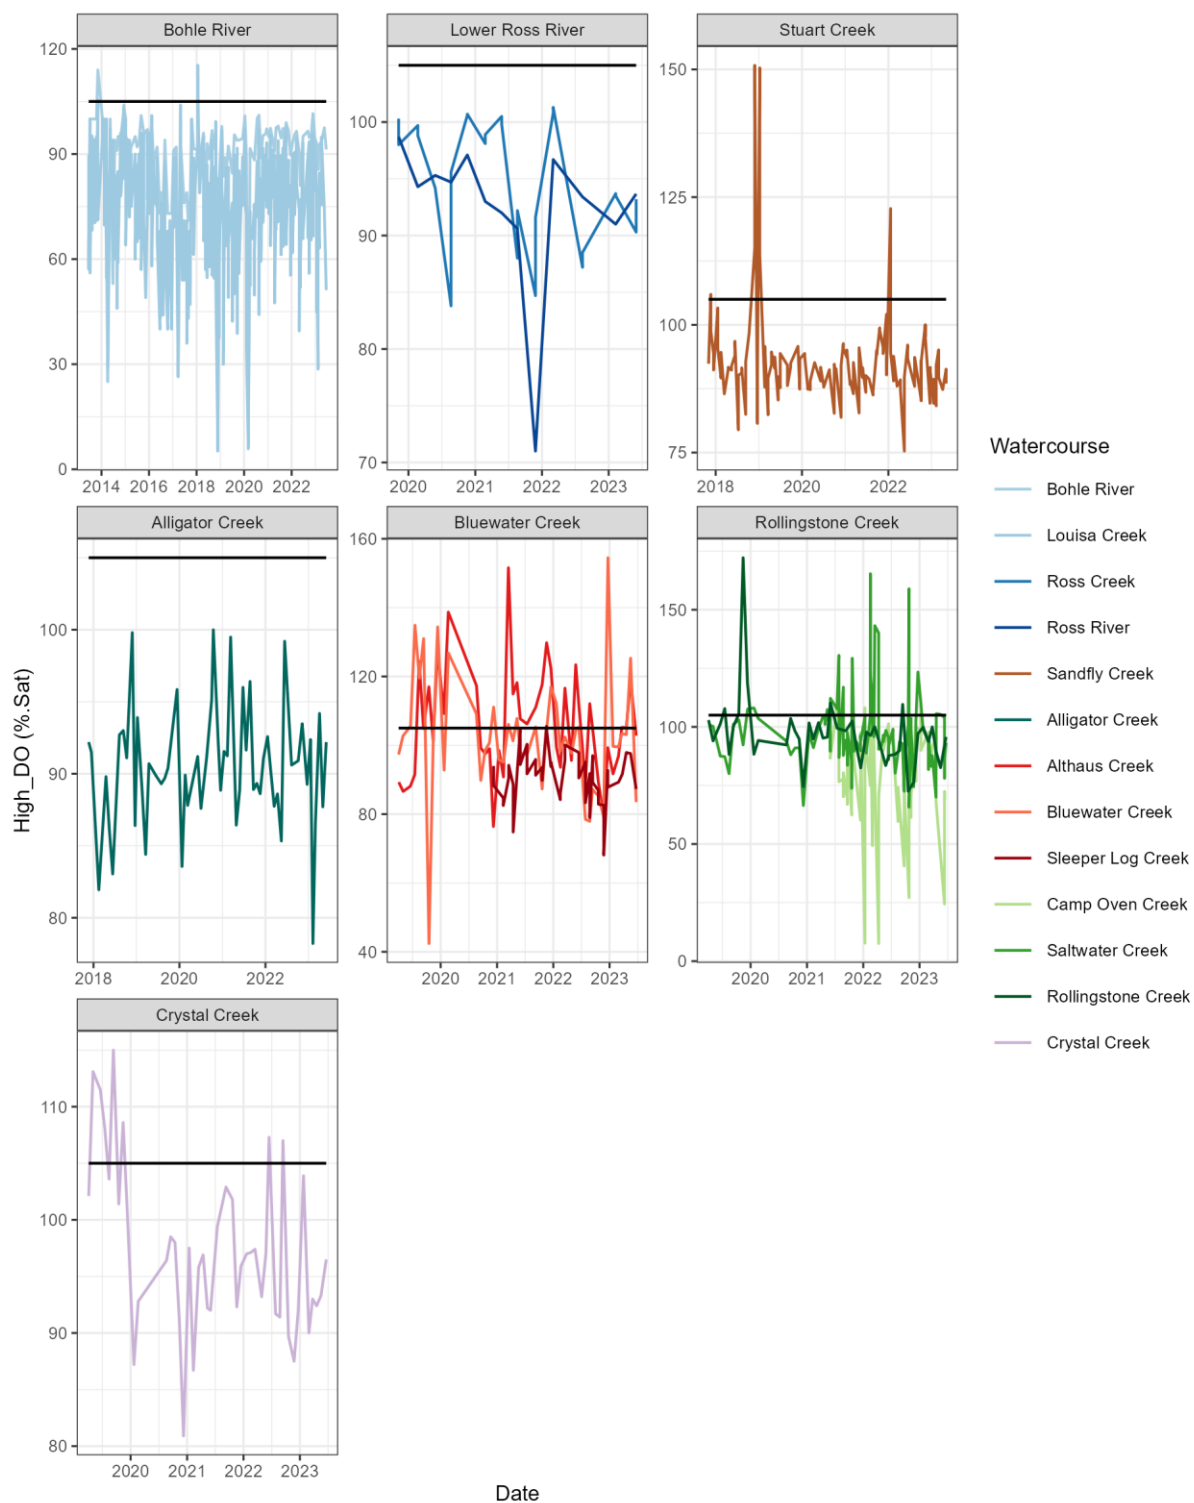 Bohle River
Lower Ross River
Stuart Creek
120
90
60
30
0
2014 2016 2018 2020 2022
100
90
80
70
2020 2021 2022 2023
150
125
100
75
2018 2020 2022
Alligator Creek
Bluewater Creek
Rollingstone Creek
100
90
80
2018 2020 2022
160
120
80
40
2020 2021 2022 2023
150
100
50
0
2020 2021 2022 2023
Crystal Creek
110
100
90
80
2020 2021 2022 2023
High_DO (%.Sat)
Date
Watercourse
Bohle River
Louisa Creek
Ross Creek
Ross River
Sandfly Creek
Alligator Creek
Althaus Creek
Bluewater Creek
Sleeper Log Creek
Camp Oven Creek
Saltwater Creek
Rollingstone Creek
Crystal Creek